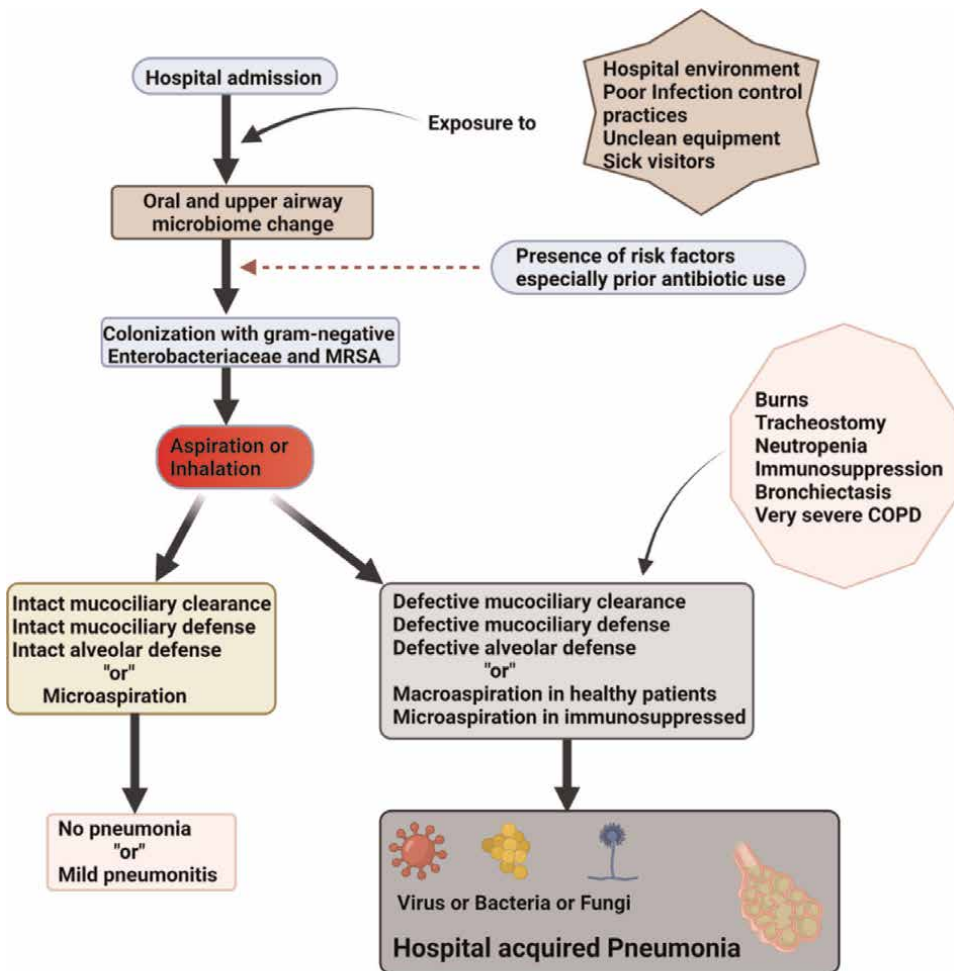 Hospital admission
Exposure to
Hospital environment
Poor Infection control
practices
Unclean equipment
Sick visitors
Oral and upper airway
microbiome change
Presence of risk factors
especially prior antibiotic use
Colonization with gram-negative
Enterobacteriaceae and MRSA
Aspiration or
Inhalation
Burns
Tracheostomy
Neutropenia
Immunosuppression
Bronchiectasis
Very severe COPD
Intact mucociliary clearance
Intact mucociliary defense
Intact alveolar defense
"or"
Microaspiration
Defective mucociliary clearance
Defective mucociliary defense
Defective alveolar defense
"or"
Macroaspiration in healthy patients
Microaspiration in immunosuppressed
No pneumonia
"or"
Mild pneumonitis
Virus or Bacteria or Fungi
Hospital acquired Pneumonia